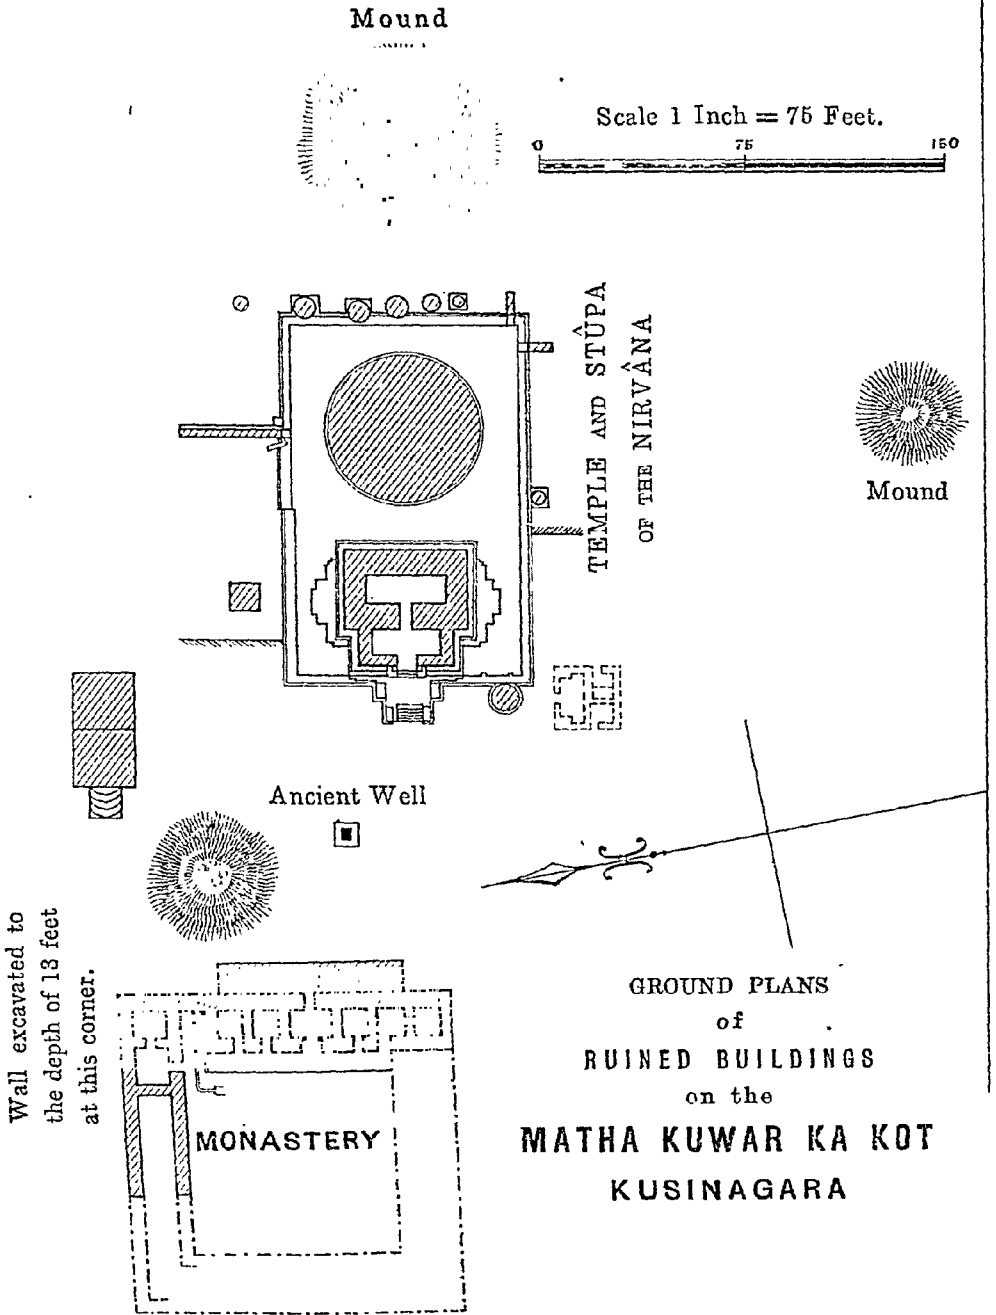 Mound
Scale 1 Inch = 75 Feet.
0 75 150
TEMPLE AND STÛPA
OF THE NIRVÂNA
Mound
Ancient Well
Wall excavated to
the depth of 13 feet
at this corner.
MONASTERY
GROUND PLANS
of
RUINED BUILDINGS
on the
MATHA KUWAR KA KOT
KUSINAGARA